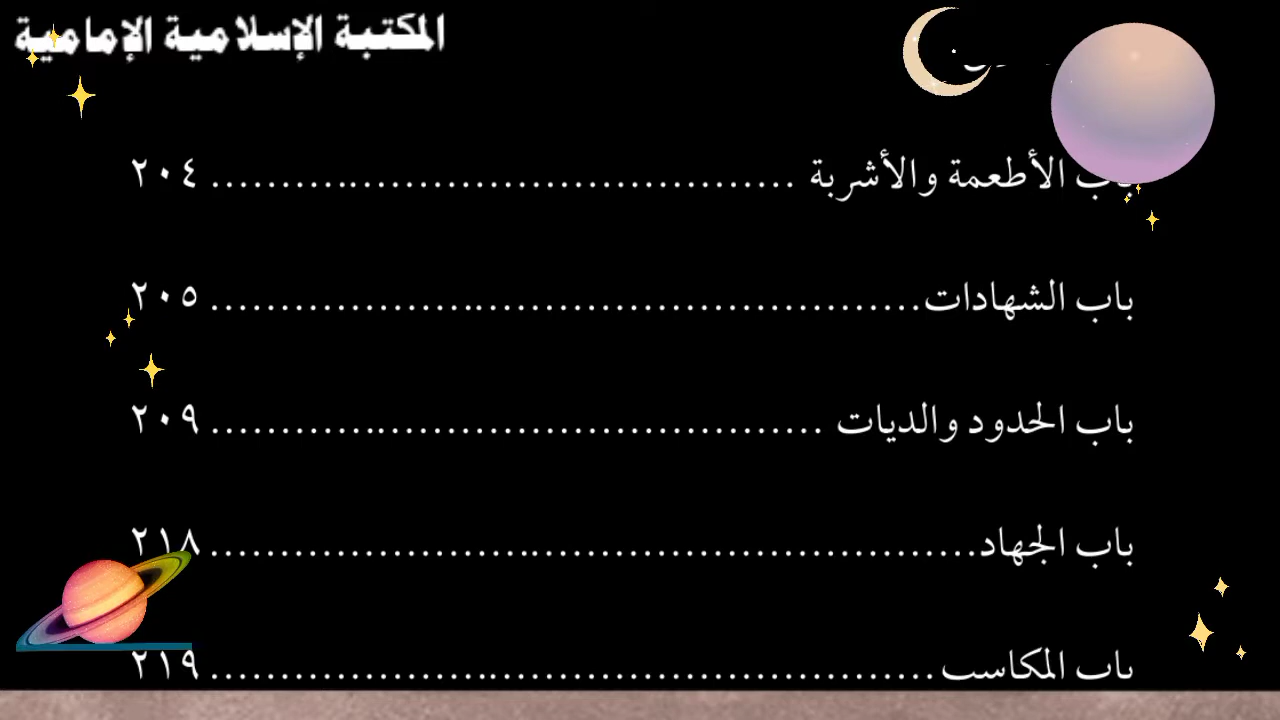 المكتبة الإسلامية الإمامية
باب الأطعمة والأشربة ........................................ ٢٠٤
باب الشهادات ........................................ ٢٠٥
باب الحدود والديات ........................................ ٢٠٩
باب الجهاد ........................................ ٢١٨
باب المكاسب ........................................ ٢١٩